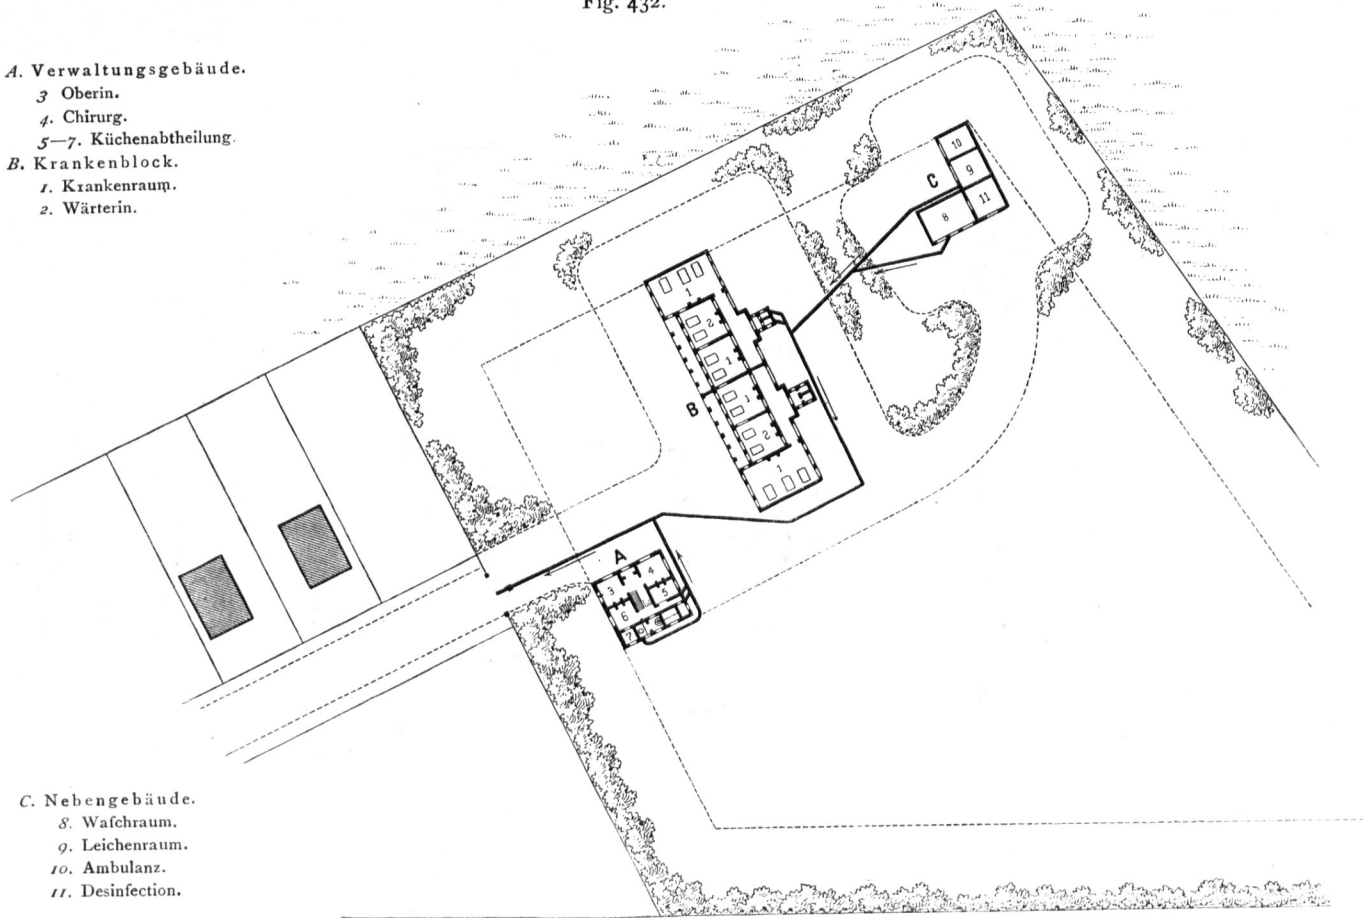 Fig. 432.
A. Verwaltungsgebäude.
3 Oberin.
4. Chirurg.
5—7. Küchenabtheilung.
B. Krankenblock.
1. Krankenraum.
2. Wärterin.
10
9
C
11
8
1
2
1
B
1
2
1
A
4
3
5
6
7
C. Nebengebäude.
8. Waſchraum.
9. Leichenraum.
10. Ambulanz.
11. Desinfection.